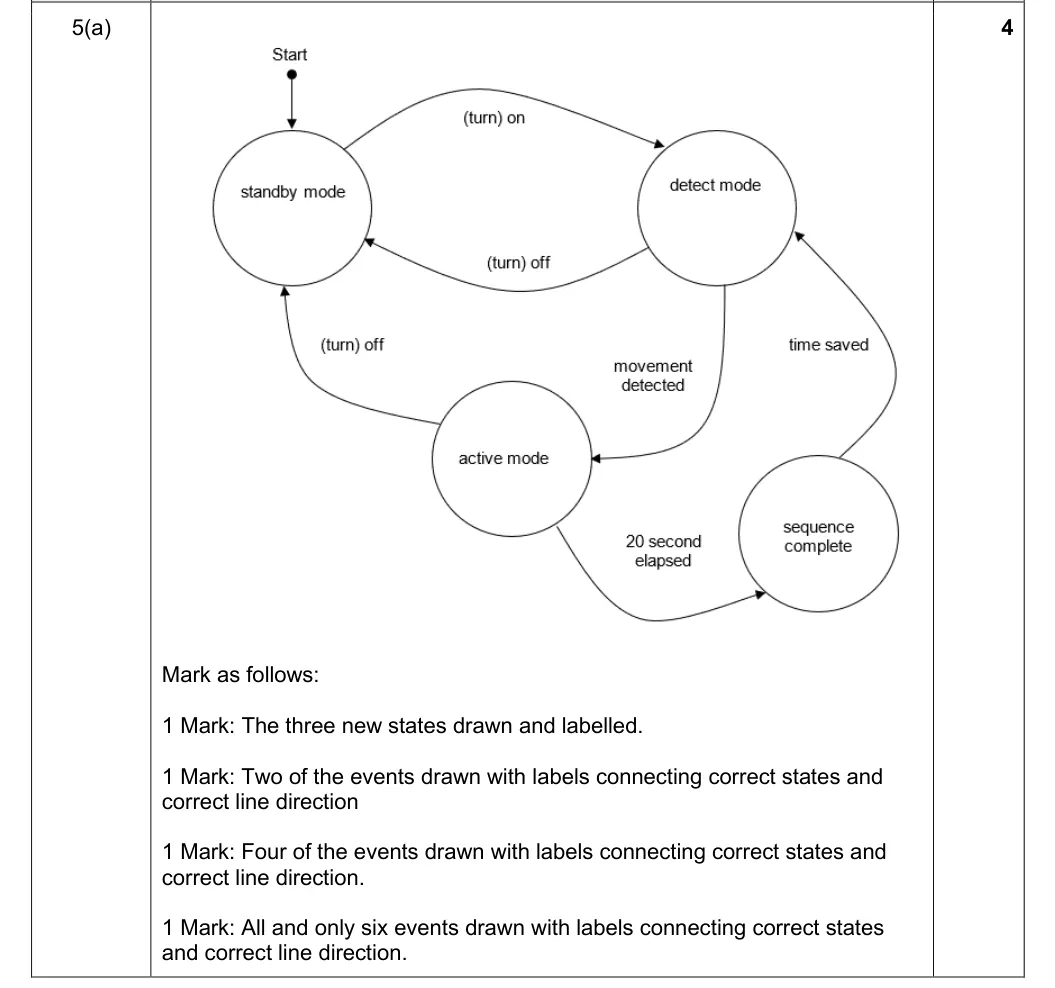 5(a)
4
Start
(turn) on
standby mode
detect mode
(turn) off
(turn) off
time saved
movement
detected
active mode
sequence
complete
20 second
elapsed
Mark as follows:
1 Mark: The three new states drawn and labelled.
1 Mark: Two of the events drawn with labels connecting correct states and
correct line direction
1 Mark: Four of the events drawn with labels connecting correct states and
correct line direction.
1 Mark: All and only six events drawn with labels connecting correct states
and correct line direction.